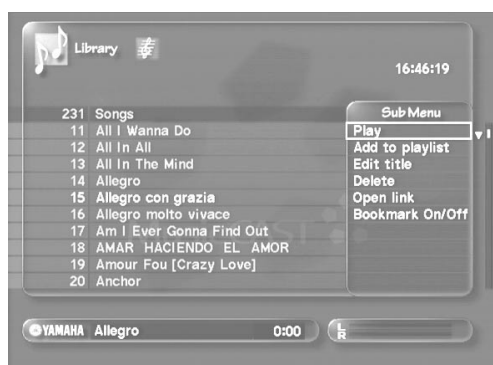 Library
16:46:19
231 Songs
11 All I Wanna Do
12 All In All
13 All In The Mind
14 Allegro
15 Allegro con grazia
16 Allegro molto vivace
17 Am I Ever Gonna Find Out
18 AMAR HACIENDO EL AMOR
19 Amour Fou [Crazy Love]
20 Anchor
Sub Menu
Play
Add to playlist
Edit title
Delete
Open link
Bookmark On/Off
YAMAHA Allegro 0:00
L
R